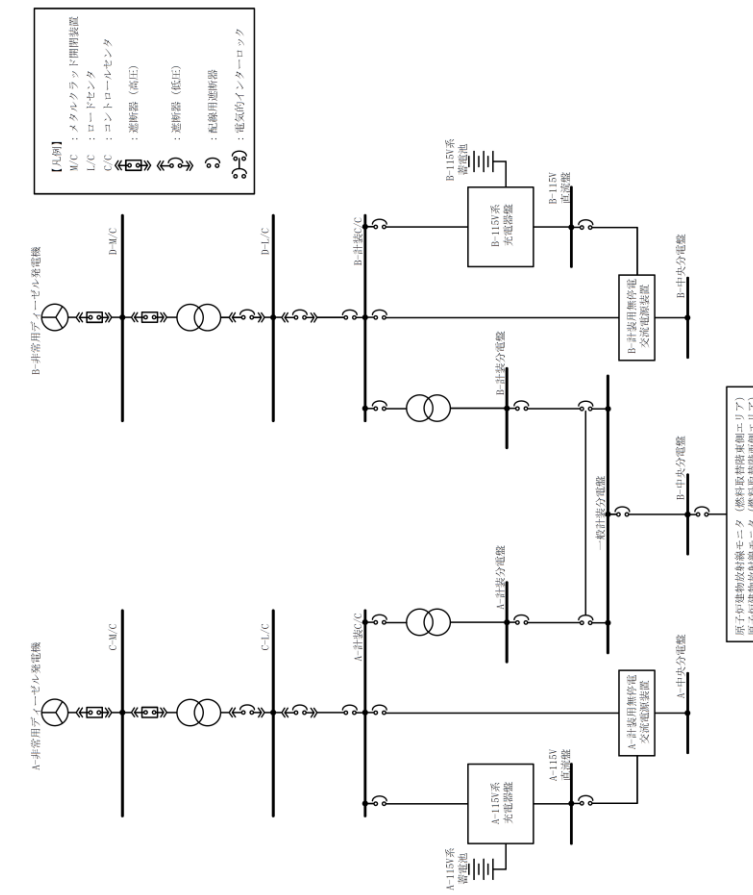 【凡例】
M/C : メタルクラッド開閉装置
L/C : ロードセンタ
C/C : コントロールセンタ
: 遮断器 (高圧)
: 遮断器 (低圧)
: 配線用遮断器
: 電気的インターロック
A-非常用ディーゼル発電機
B-非常用ディーゼル発電機
C-M/C
D-M/C
C-L/C
D-L/C
A-計装C/C
B-計装C/C
A-115V系
蓄電池
A-115V系
充電器盤
A-計装分電盤
B-計装分電盤
B-115V系
充電器盤
B-115V系
蓄電池
A-115V
直流盤
B-115V
直流盤
一般計装分電盤
A-計装用無停電
交流電源装置
B-計装用無停電
交流電源装置
A-中央分電盤
B-中央分電盤
B-中央分電盤
原子炉建物放射線モニタ (燃料取替階東側エリア)